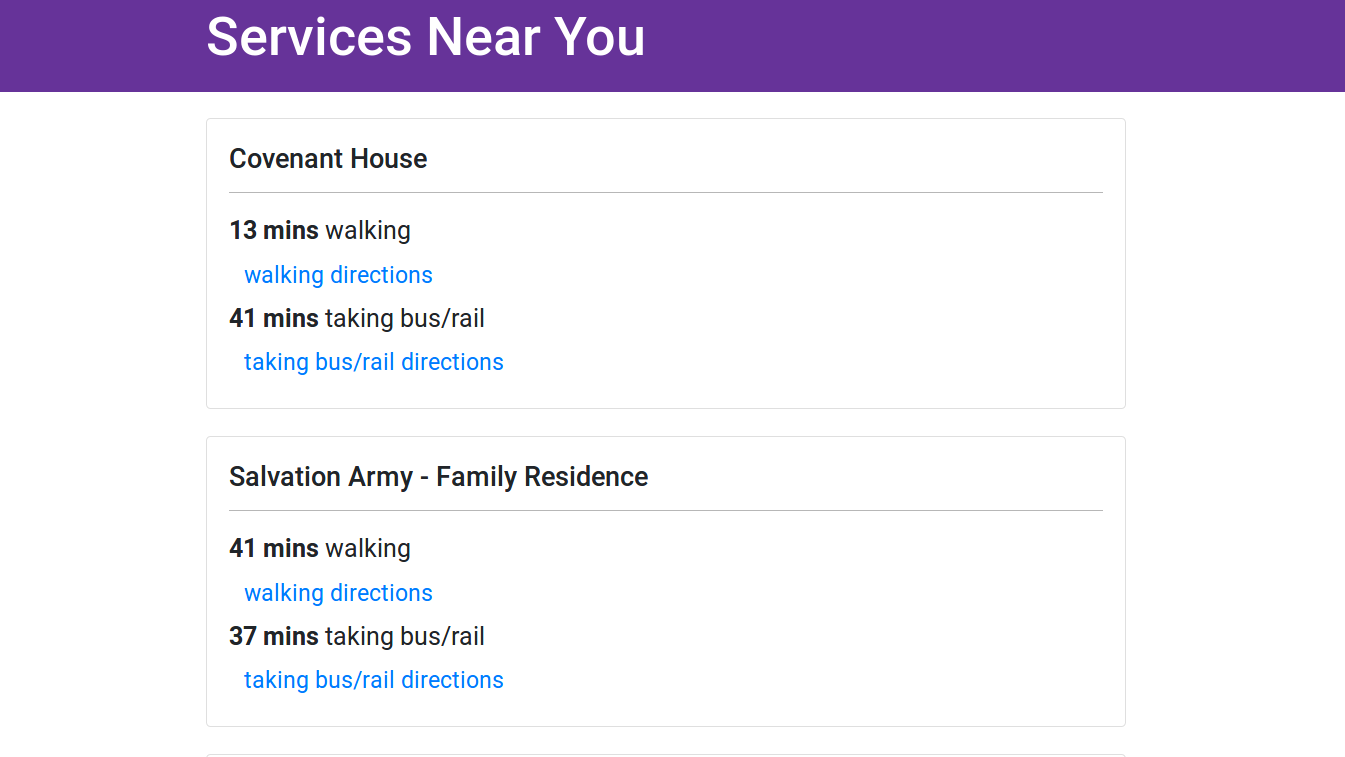 Services Near You
Covenant House
13 mins walking
walking directions
41 mins taking bus/rail
taking bus/rail directions
Salvation Army - Family Residence
41 mins walking
walking directions
37 mins taking bus/rail
taking bus/rail directions